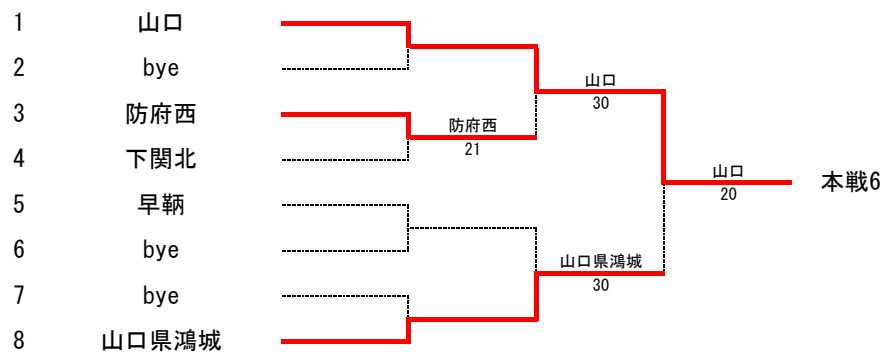 1 山口
2 bye
3 防府西
4 下関北
5 早鞆
6 bye
7 bye
8 山口県鴻城
防府西
21
山口
30
山口県鴻城
30
山口
20
本戦6